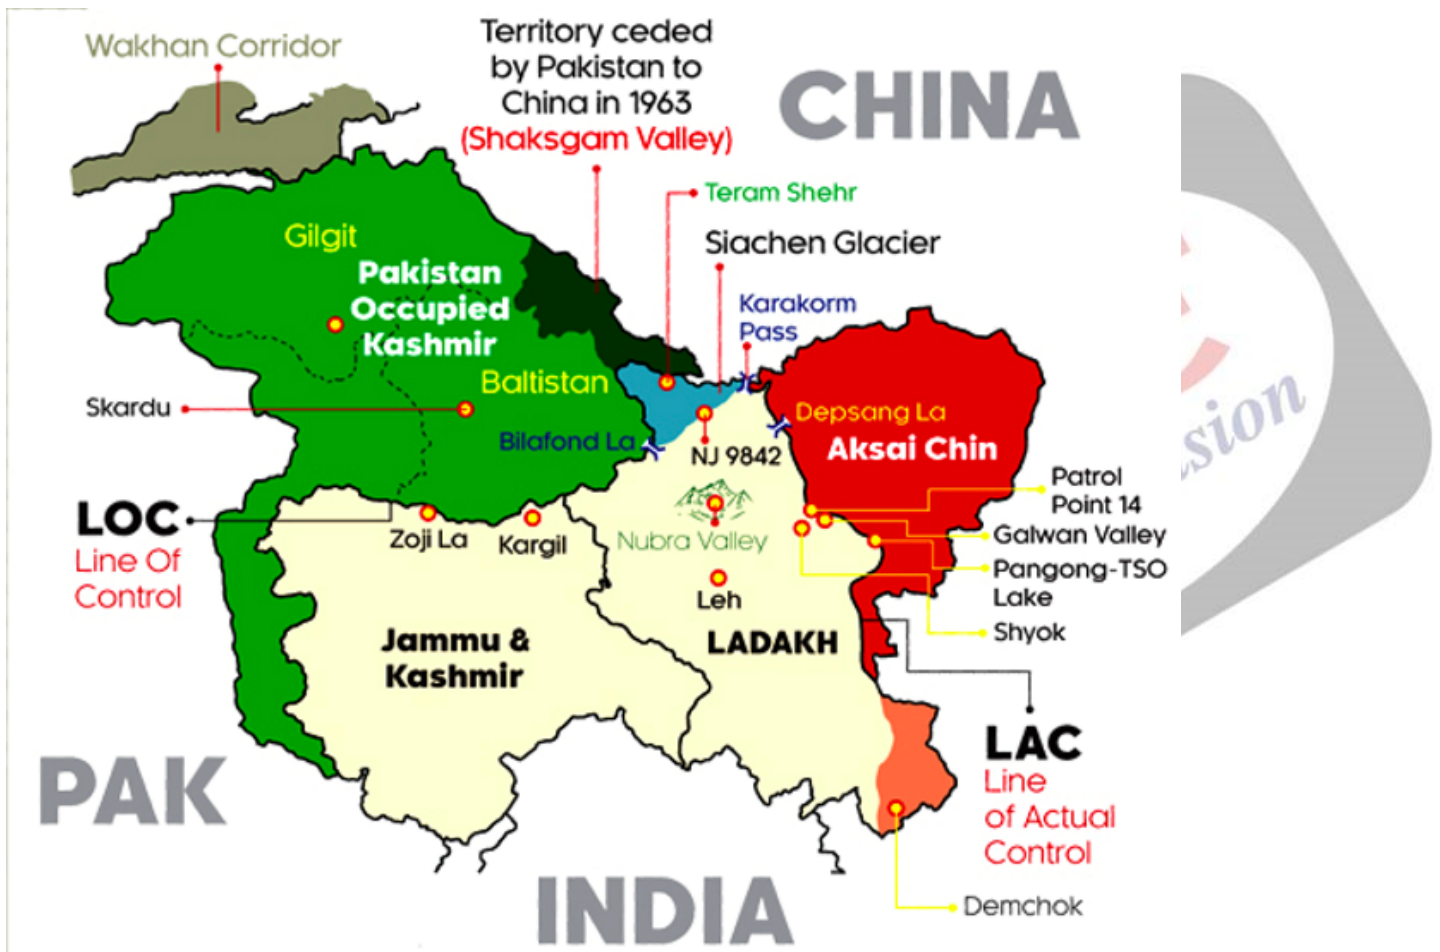 Wakhan Corridor
Territory ceded
by Pakistan to
China in 1963
(Shaksgam Valley)
CHINA
Teram Shehr
Siachen Glacier
Gilgit
Pakistan
Occupied
Kashmir
Karakorm
Pass
Baltistan
Skardu
Depsang La
Bilafond La
Aksai Chin
NJ 9842
Patrol
Point 14
LOC
Line Of
Control
Zoji La
Kargil
Nubra Valley
Galwan Valley
Pangong-TSO
Lake
Leh
Shyok
Jammu &
Kashmir
LADAKH
LAC
Line
of Actual
Control
PAK
INDIA
Demchok